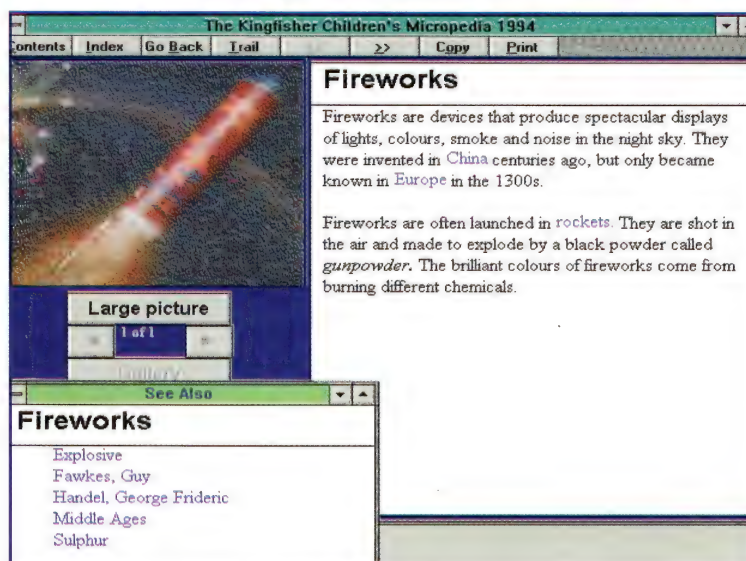 The Kingfisher Children's Micropedia 1994
Contents Index Go Back Trail >> Copy Print
Fireworks
Fireworks are devices that produce spectacular displays
of lights, colours, smoke and noise in the night sky. They
were invented in China centuries ago, but only became
known in Europe in the 1300s.
Fireworks are often launched in rockets. They are shot in
the air and made to explode by a black powder called
gunpowder. The brilliant colours of fireworks come from
burning different chemicals.
Large picture
1 of 1
Gallery
See Also
Fireworks
Explosive
Fawkes, Guy
Handel, George Frideric
Middle Ages
Sulphur